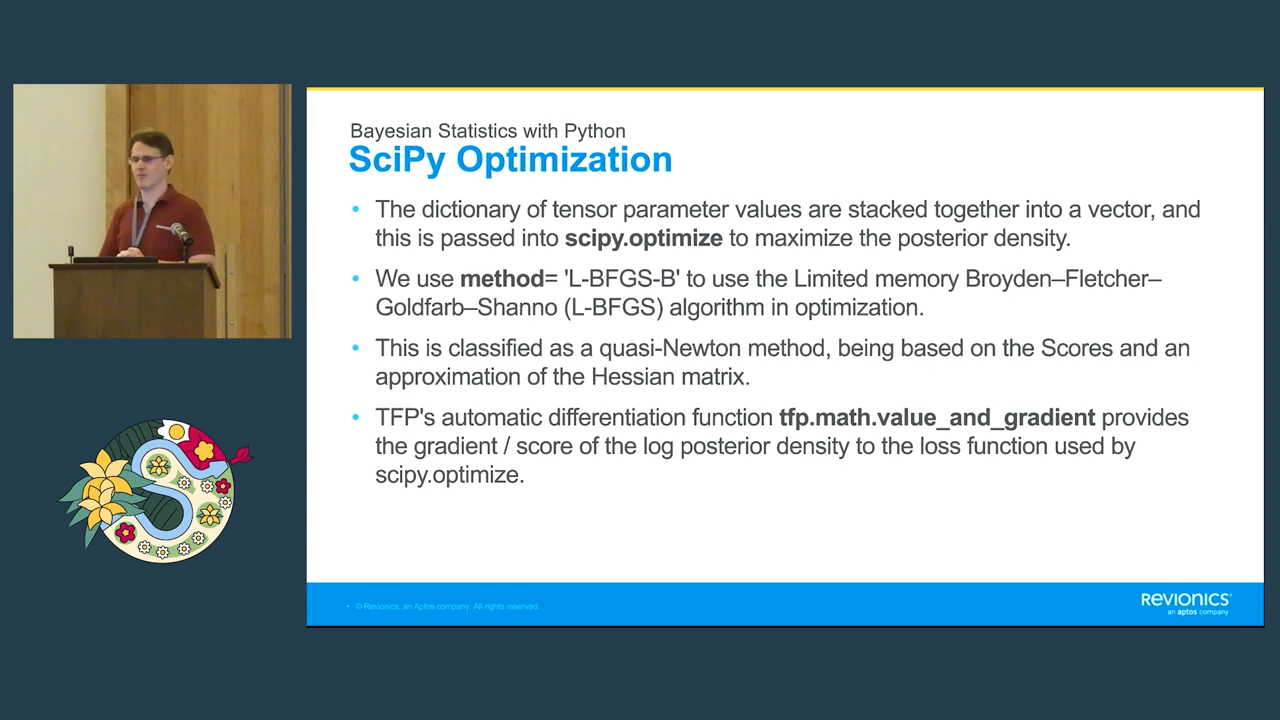 Bayesian Statistics with Python
SciPy Optimization
• The dictionary of tensor parameter values are stacked together into a vector, and
this is passed into scipy.optimize to maximize the posterior density.
• We use method= 'L-BFGS-B' to use the Limited memory Broyden–Fletcher–
Goldfarb–Shanno (L-BFGS) algorithm in optimization.
• This is classified as a quasi-Newton method, being based on the Scores and an
approximation of the Hessian matrix.
• TFP's automatic differentiation function tfp.math.value_and_gradient provides
the gradient / score of the log posterior density to the loss function used by
scipy.optimize.
• © Revionics, an Aptos company. All rights reserved.
REVIONICS
an aptos company